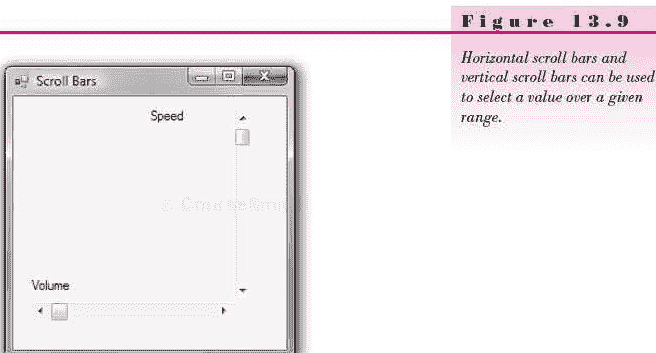 Figure 13.9
Horizontal scroll bars and
vertical scroll bars can be used
to select a value over a given
range.
Scroll Bars
Speed
Volume